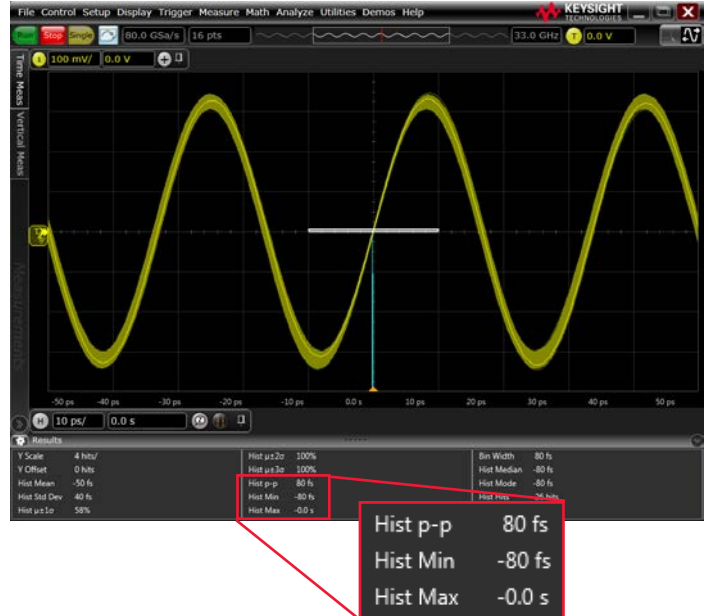 File Control Setup Display Trigger Measure Math Analyze Utilities Demos Help
KEYSIGHT
TECHNOLOGIES
Run Stop Single 80.0 GSa/s 16 pts 33.0 GHz T 0.0 V
1 100 mV/ 0.0 V
Time Meas
Vertical Meas
Measurements
-50 ps -40 ps -30 ps -20 ps -10 ps 0.0 s 10 ps 20 ps 30 ps 40 ps 50 ps
H 10 ps/ 0.0 s
Results
Y Scale 4 hits/ Hist μ±2σ 100% Bin Width 80 fs
Y Offset 0 hits Hist μ±3σ 100% Hist Median -80 fs
Hist Mean -50 fs Hist p-p 80 fs Hist Mode -80 fs
Hist Std Dev 40 fs Hist Min -80 fs Hist Hits 26 hits
Hist μ±1σ 58% Hist Max -0.0 s
Hist p-p 80 fs
Hist Min -80 fs
Hist Max -0.0 s